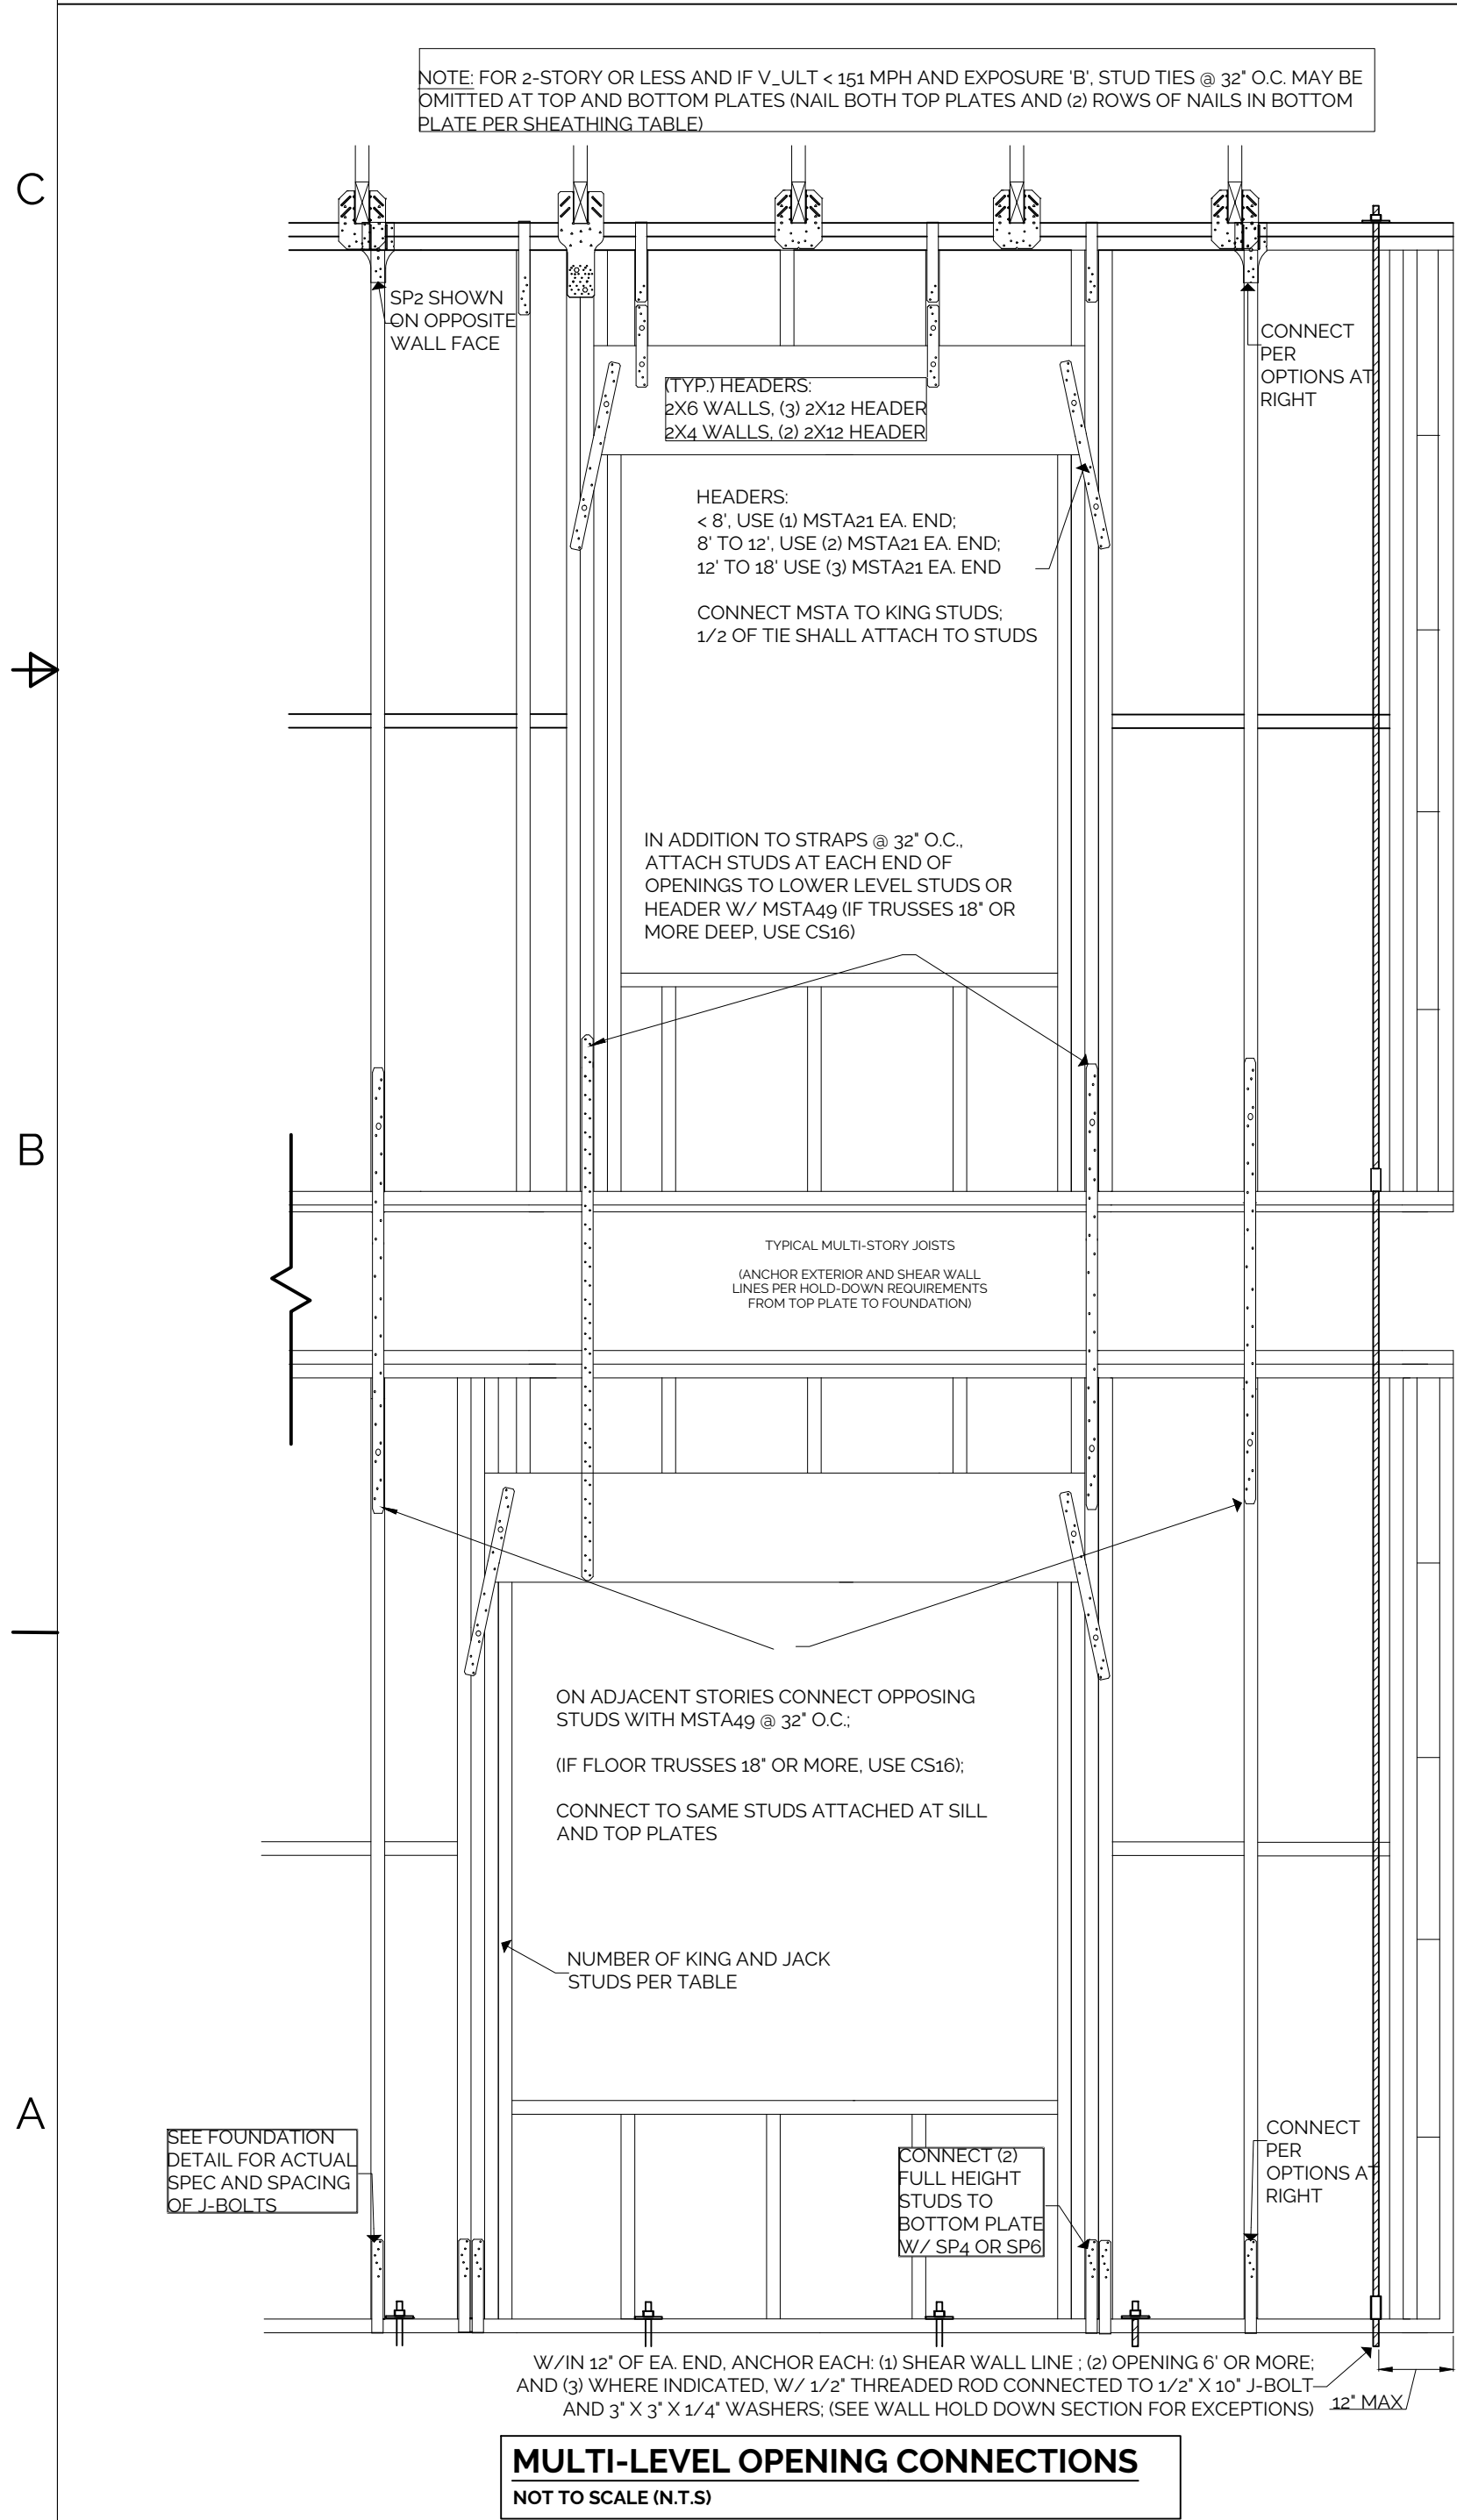 NOTE: FOR 2-STORY OR LESS AND IF V_ULT < 151 MPH AND EXPOSURE 'B', STUD TIES @ 32" O.C. MAY BE
OMITTED AT TOP AND BOTTOM PLATES (NAIL BOTH TOP PLATES AND (2) ROWS OF NAILS IN BOTTOM
PLATE PER SHEATHING TABLE)
C
SP2 SHOWN
ON OPPOSITE
WALL FACE
CONNECT
PER
OPTIONS AT
RIGHT
(TYP.) HEADERS:
2X6 WALLS, (3) 2X12 HEADER
2X4 WALLS, (2) 2X12 HEADER
HEADERS:
< 8', USE (1) MSTA21 EA. END;
8' TO 12', USE (2) MSTA21 EA. END;
12' TO 18' USE (3) MSTA21 EA. END
CONNECT MSTA TO KING STUDS;
1/2 OF TIE SHALL ATTACH TO STUDS
IN ADDITION TO STRAPS @ 32" O.C.,
ATTACH STUDS AT EACH END OF
OPENINGS TO LOWER LEVEL STUDS OR
HEADER W/ MSTA49 (IF TRUSSES 18" OR
MORE DEEP, USE CS16)
B
TYPICAL MULTI-STORY JOISTS
(ANCHOR EXTERIOR AND SHEAR WALL
LINES PER HOLD-DOWN REQUIREMENTS
FROM TOP PLATE TO FOUNDATION)
ON ADJACENT STORIES CONNECT OPPOSING
STUDS WITH MSTA49 @ 32" O.C.;
(IF FLOOR TRUSSES 18" OR MORE, USE CS16);
CONNECT TO SAME STUDS ATTACHED AT SILL
AND TOP PLATES
NUMBER OF KING AND JACK
STUDS PER TABLE
A
SEE FOUNDATION
DETAIL FOR ACTUAL
SPEC AND SPACING
OF J-BOLTS
CONNECT (2)
FULL HEIGHT
STUDS TO
BOTTOM PLATE
W/ SP4 OR SP6
CONNECT
PER
OPTIONS AT
RIGHT
W/IN 12" OF EA. END, ANCHOR EACH: (1) SHEAR WALL LINE ; (2) OPENING 6' OR MORE;
AND (3) WHERE INDICATED, W/ 1/2" THREADED ROD CONNECTED TO 1/2" X 10" J-BOLT
AND 3" X 3" X 1/4" WASHERS; (SEE WALL HOLD DOWN SECTION FOR EXCEPTIONS)
12" MAX
MULTI-LEVEL OPENING CONNECTIONS
NOT TO SCALE (N.T.S)